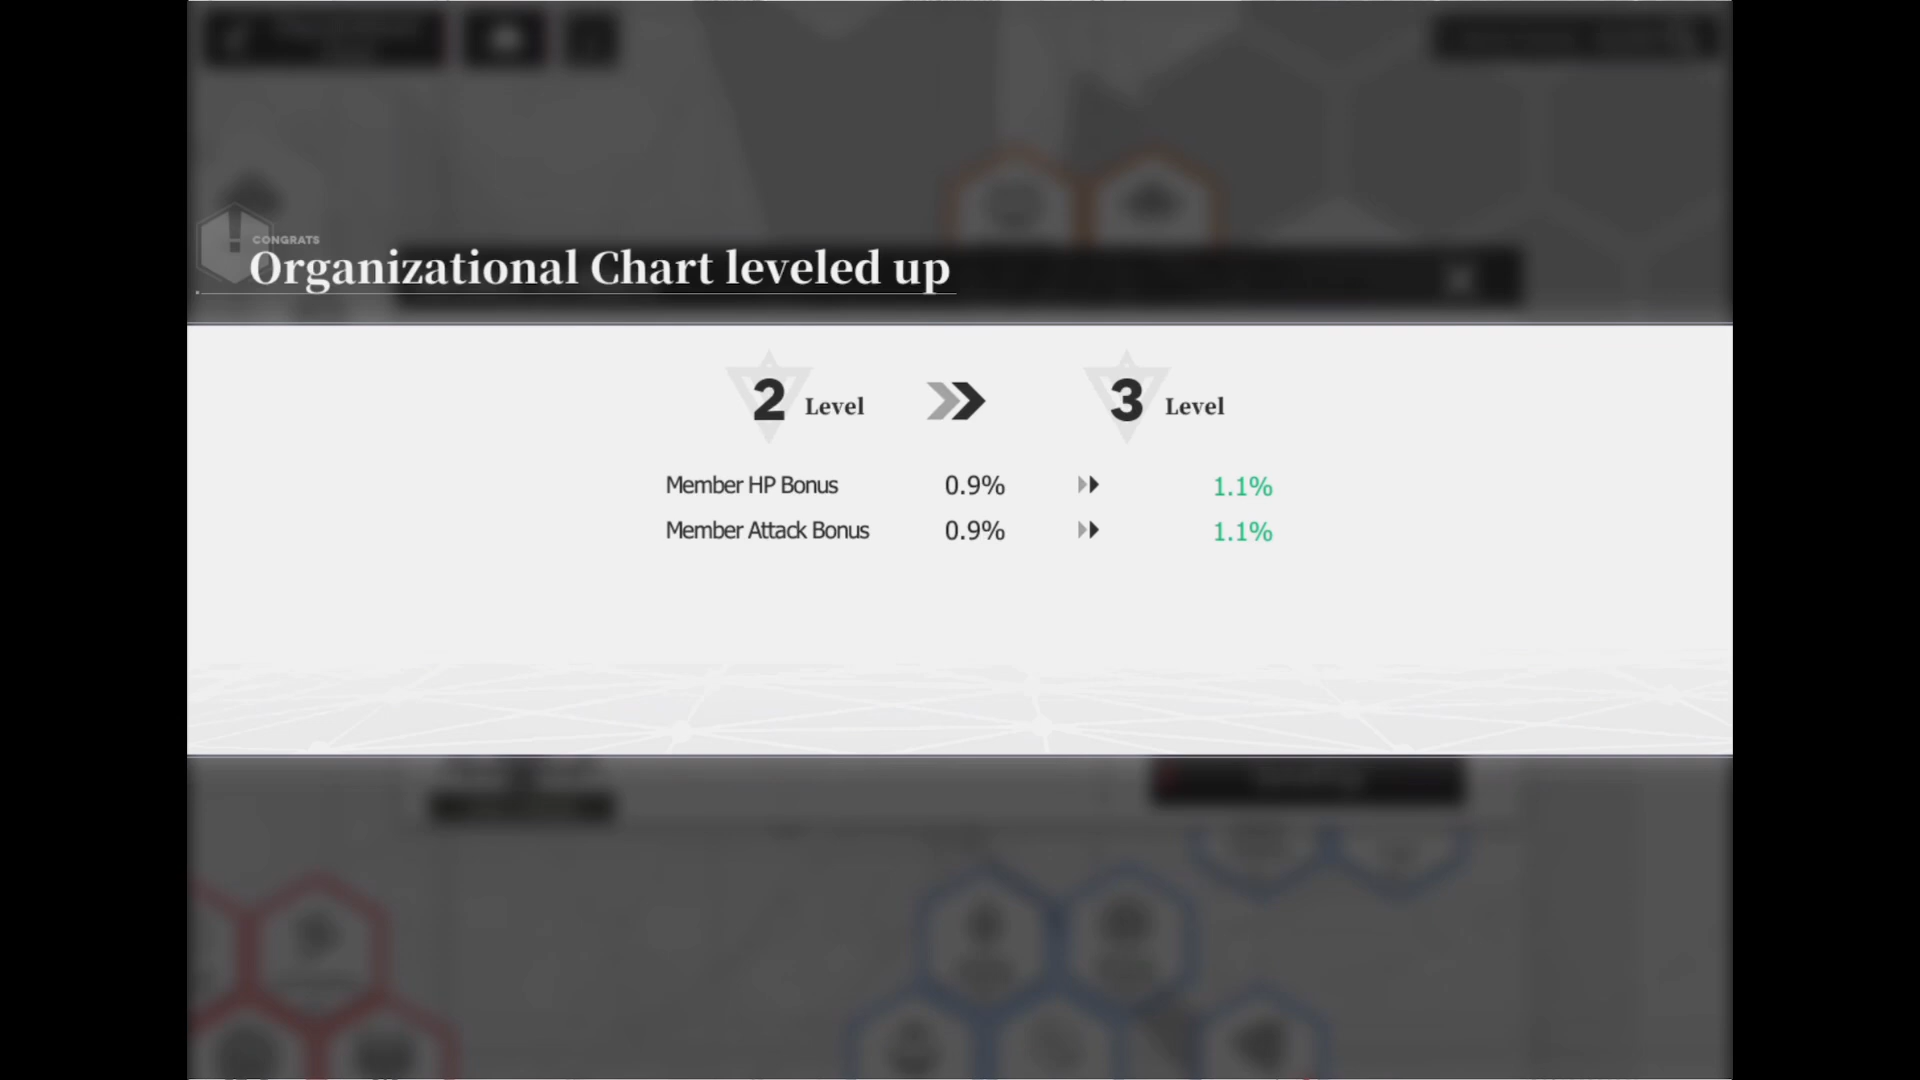 CONGRATS
Organizational Chart leveled up
2 Level 3 Level
Member HP Bonus 0.9% 1.1%
Member Attack Bonus 0.9% 1.1%